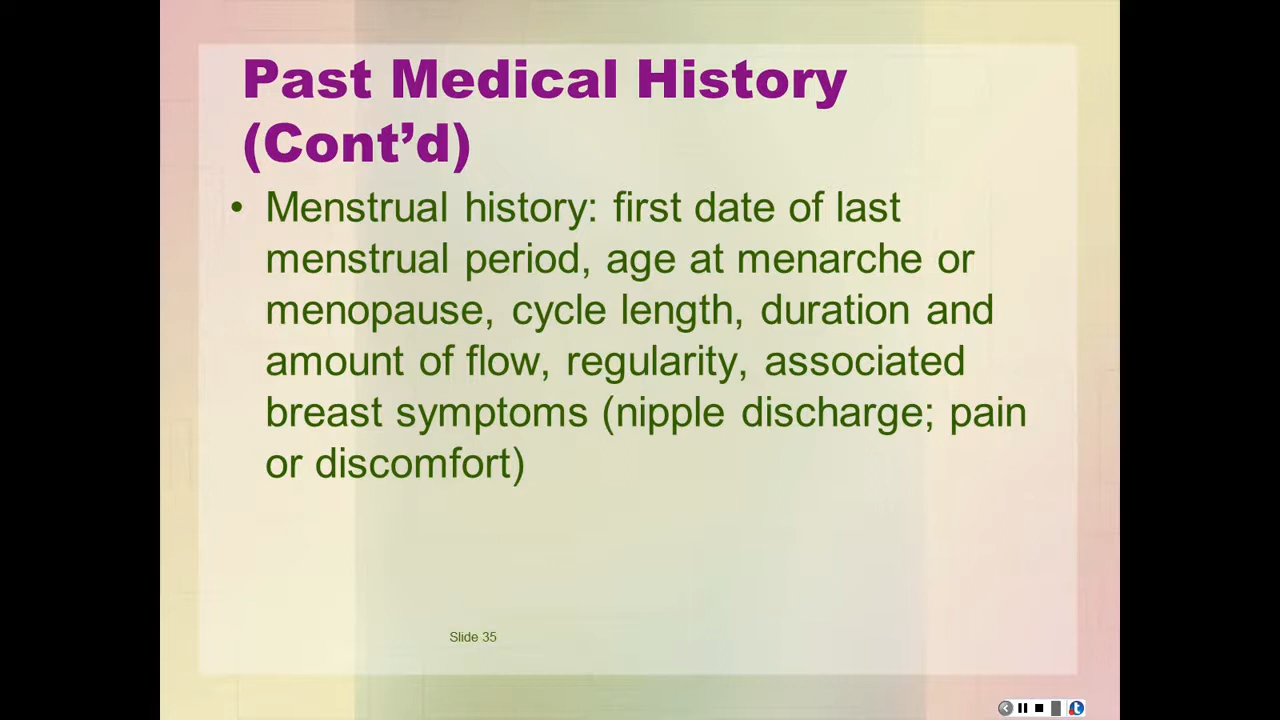 Past Medical History
(Cont’d)
• Menstrual history: first date of last
menstrual period, age at menarche or
menopause, cycle length, duration and
amount of flow, regularity, associated
breast symptoms (nipple discharge; pain
or discomfort)
Slide 35